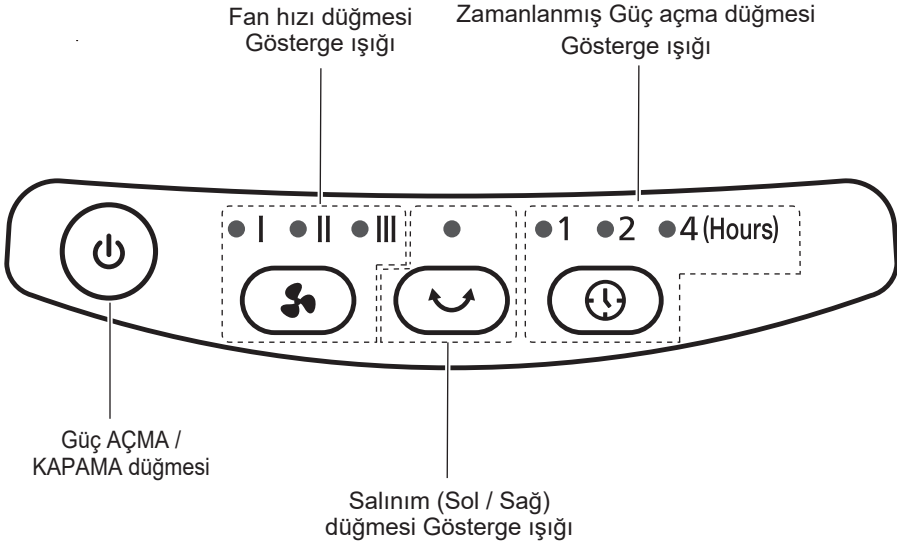 Fan hızı düğmesi
Gösterge ışığı
Zamanlanmış Güç açma düğmesi
Gösterge ışığı
I II III
1 2 4 (Hours)
Güç AÇMA /
KAPAMA düğmesi
Salınım (Sol / Sağ)
düğmesi Gösterge ışığı